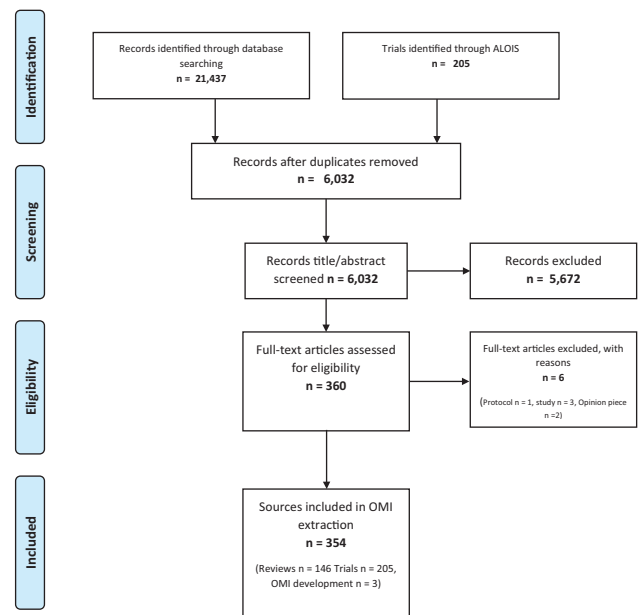 Identification
Records identified through database
searching
n = 21,437
Trials identified through ALOIS
n = 205
Records after duplicates removed
n = 6,032
Screening
Records title/abstract
screened n = 6,032
Records excluded
n = 5,672
Eligibility
Full-text articles assessed
for eligibility
n = 360
Full-text articles excluded, with
reasons
n = 6
(Protocol n = 1, study n = 3, Opinion piece
n =2)
Included
Sources included in OMI
extraction
n = 354
(Reviews n = 146 Trials n = 205,
OMI development n = 3)